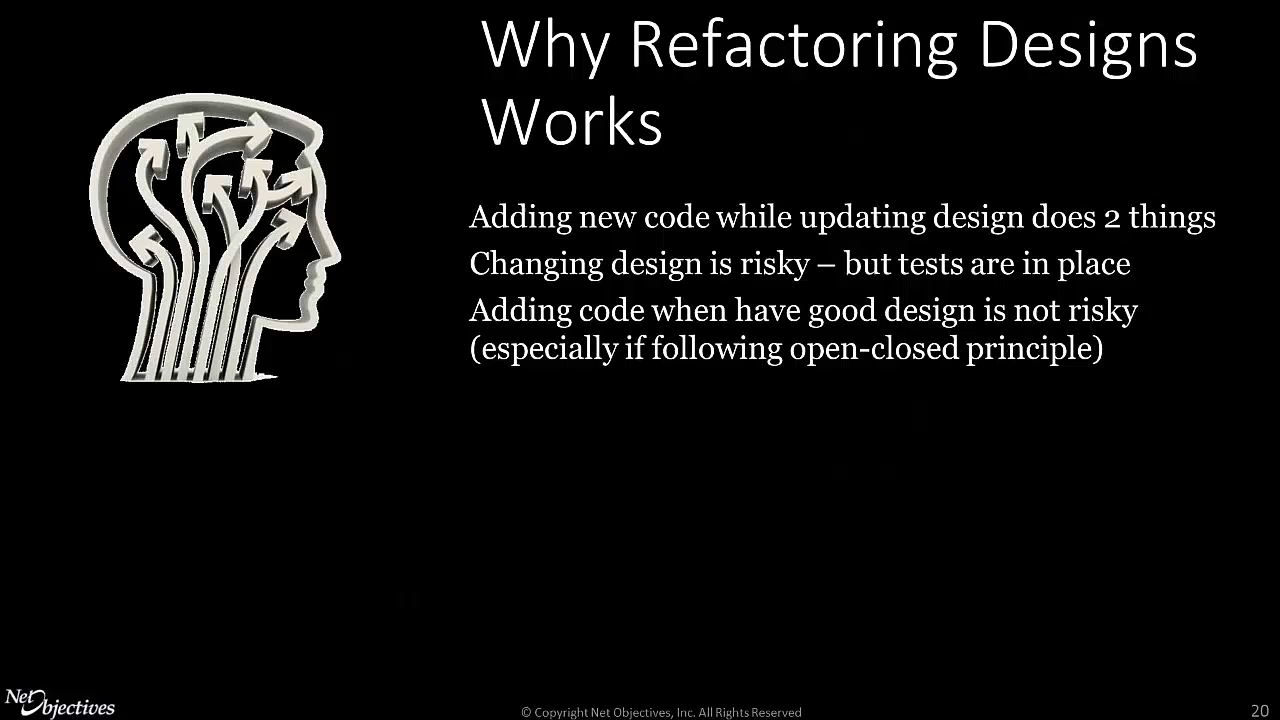 Why Refactoring Designs
Works
Adding new code while updating design does 2 things
Changing design is risky – but tests are in place
Adding code when have good design is not risky
(especially if following open-closed principle)
Net Objectives
© Copyright Net Objectives, Inc. All Rights Reserved
20